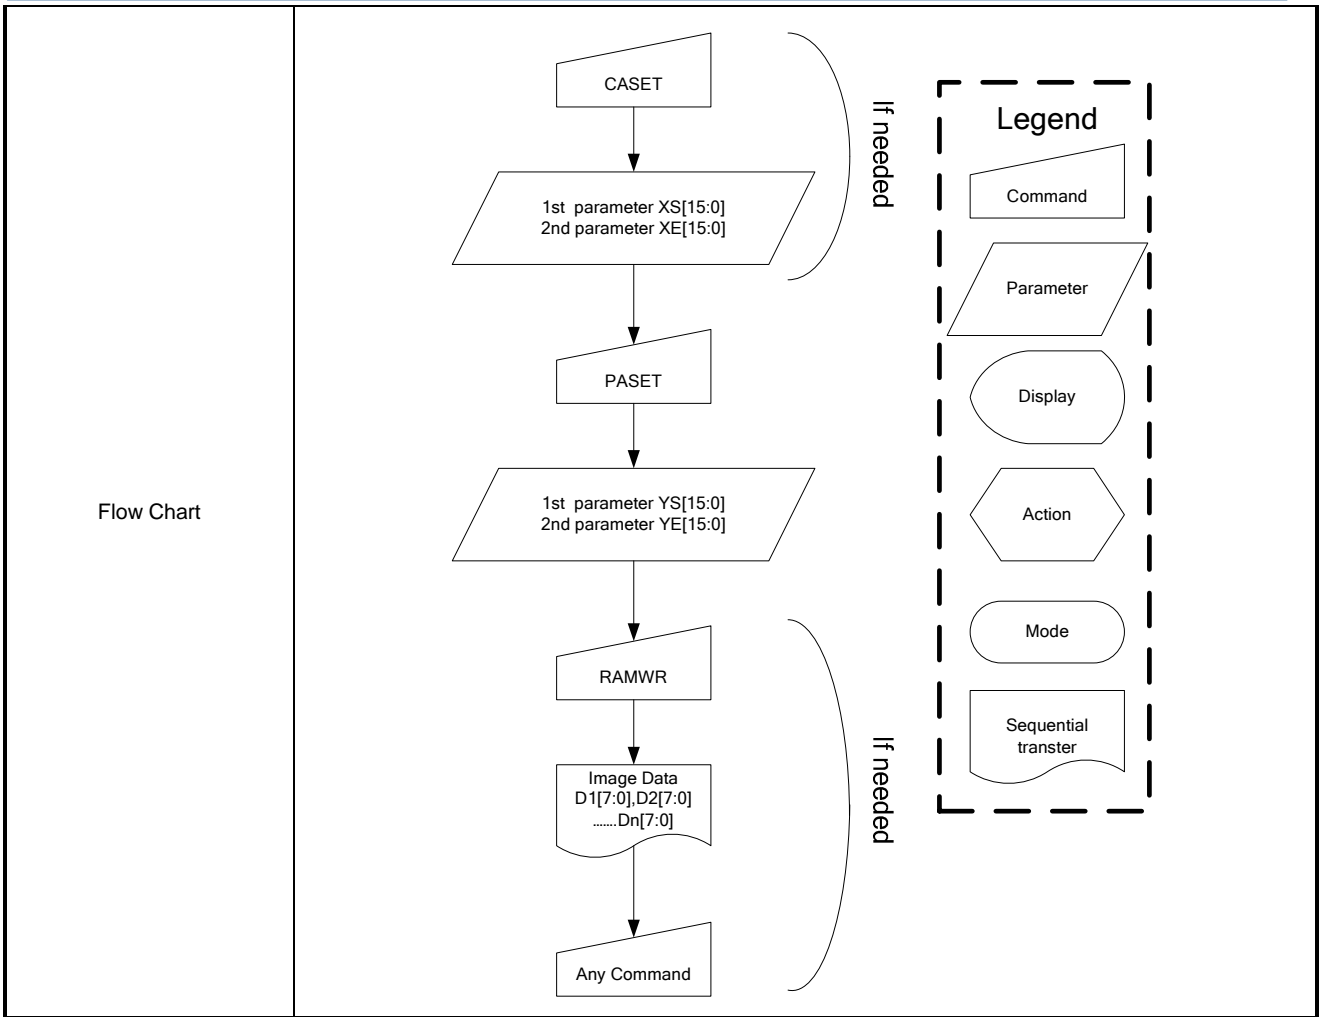 Flow Chart
CASET
1st parameter XS[15:0]
2nd parameter XE[15:0]
If needed
PASET
1st parameter YS[15:0]
2nd parameter YE[15:0]
RAMWR
Image Data
D1[7:0],D2[7:0]
.......Dn[7:0]
Any Command
If needed
Legend
Command
Parameter
Display
Action
Mode
Sequential
transter